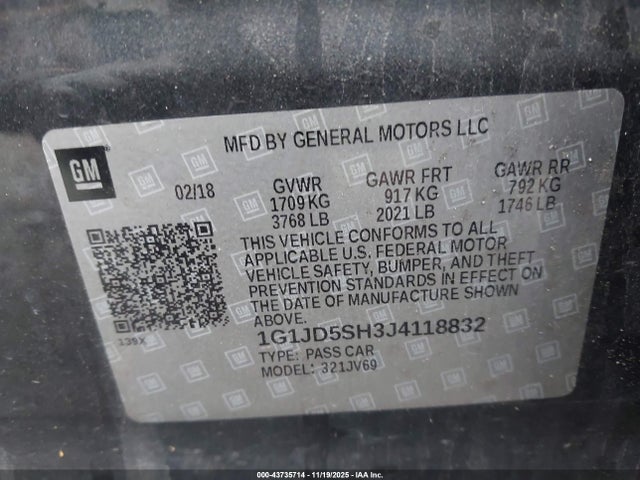 MFD BY GENERAL MOTORS LLC
GM
02/18
GVWR
1709 KG
3768 LB
GAWR FRT
917 KG
2021 LB
GAWR RR
792 KG
1746 LB
THIS VEHICLE CONFORMS TO ALL
APPLICABLE U.S. FEDERAL MOTOR
VEHICLE SAFETY, BUMPER, AND THEFT
PREVENTION STANDARDS IN EFFECT ON
THE DATE OF MANUFACTURE SHOWN
ABOVE.
139X
1G1JD5SH3J4118832
TYPE: PASS CAR
MODEL: 321JV69
000-43735714 - 11/19/2025 - IAA Inc.